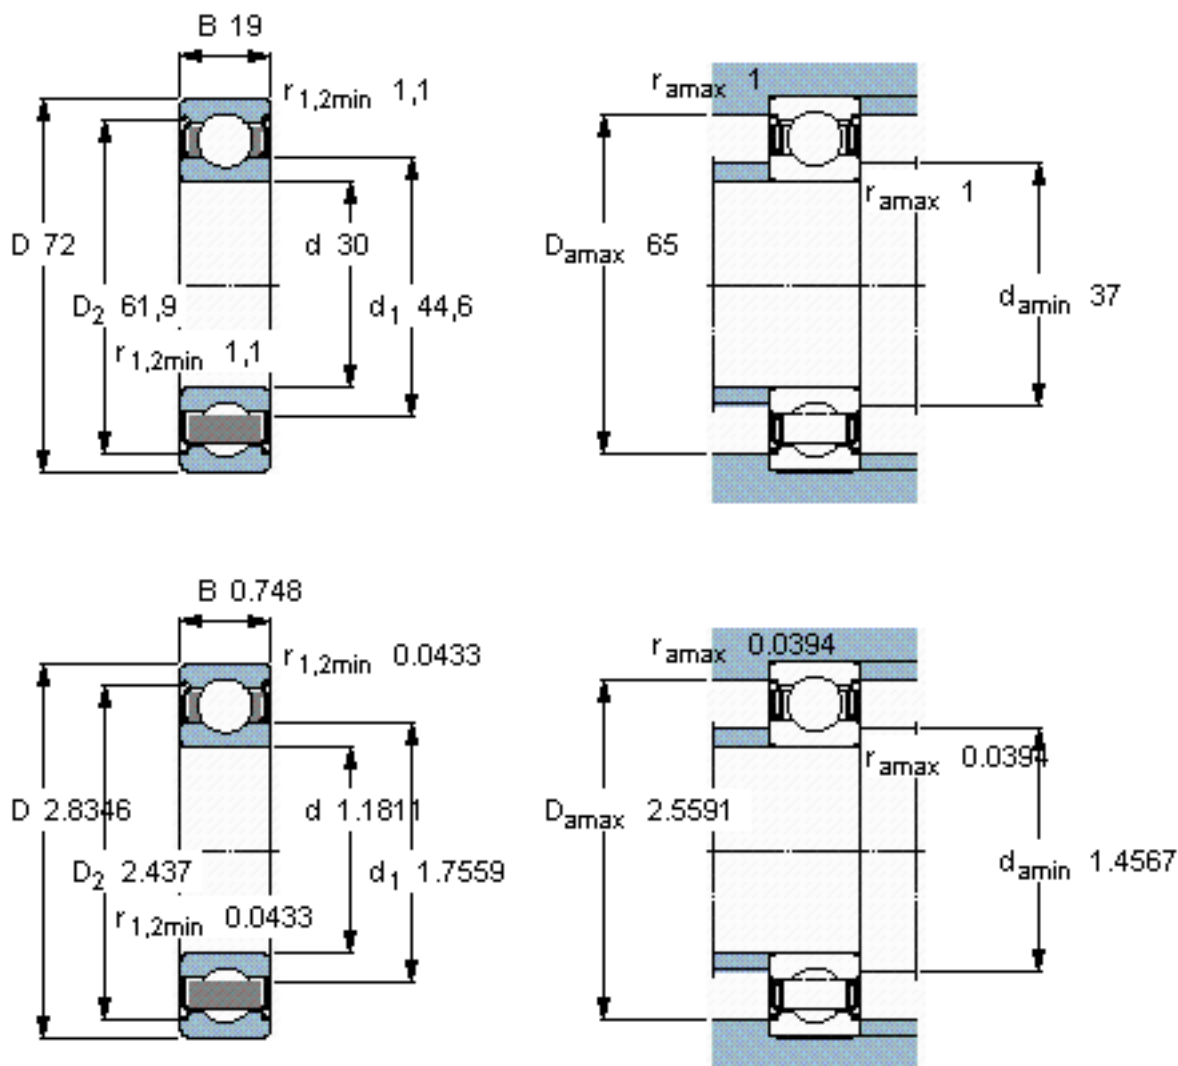 B 19
r1,2min 1,1
ramax 1
ramax 1
D 72
d 30
Damax 65
D2 61,9
d1 44,6
damin 37
r1,2min 1,1
B 0.748
r1,2min 0.0433
ramax 0.0394
ramax 0.0394
D 2.8346
d 1.1811
Damax 2.5591
D2 2.437
d1 1.7559
damin 1.4567
r1,2min 0.0433